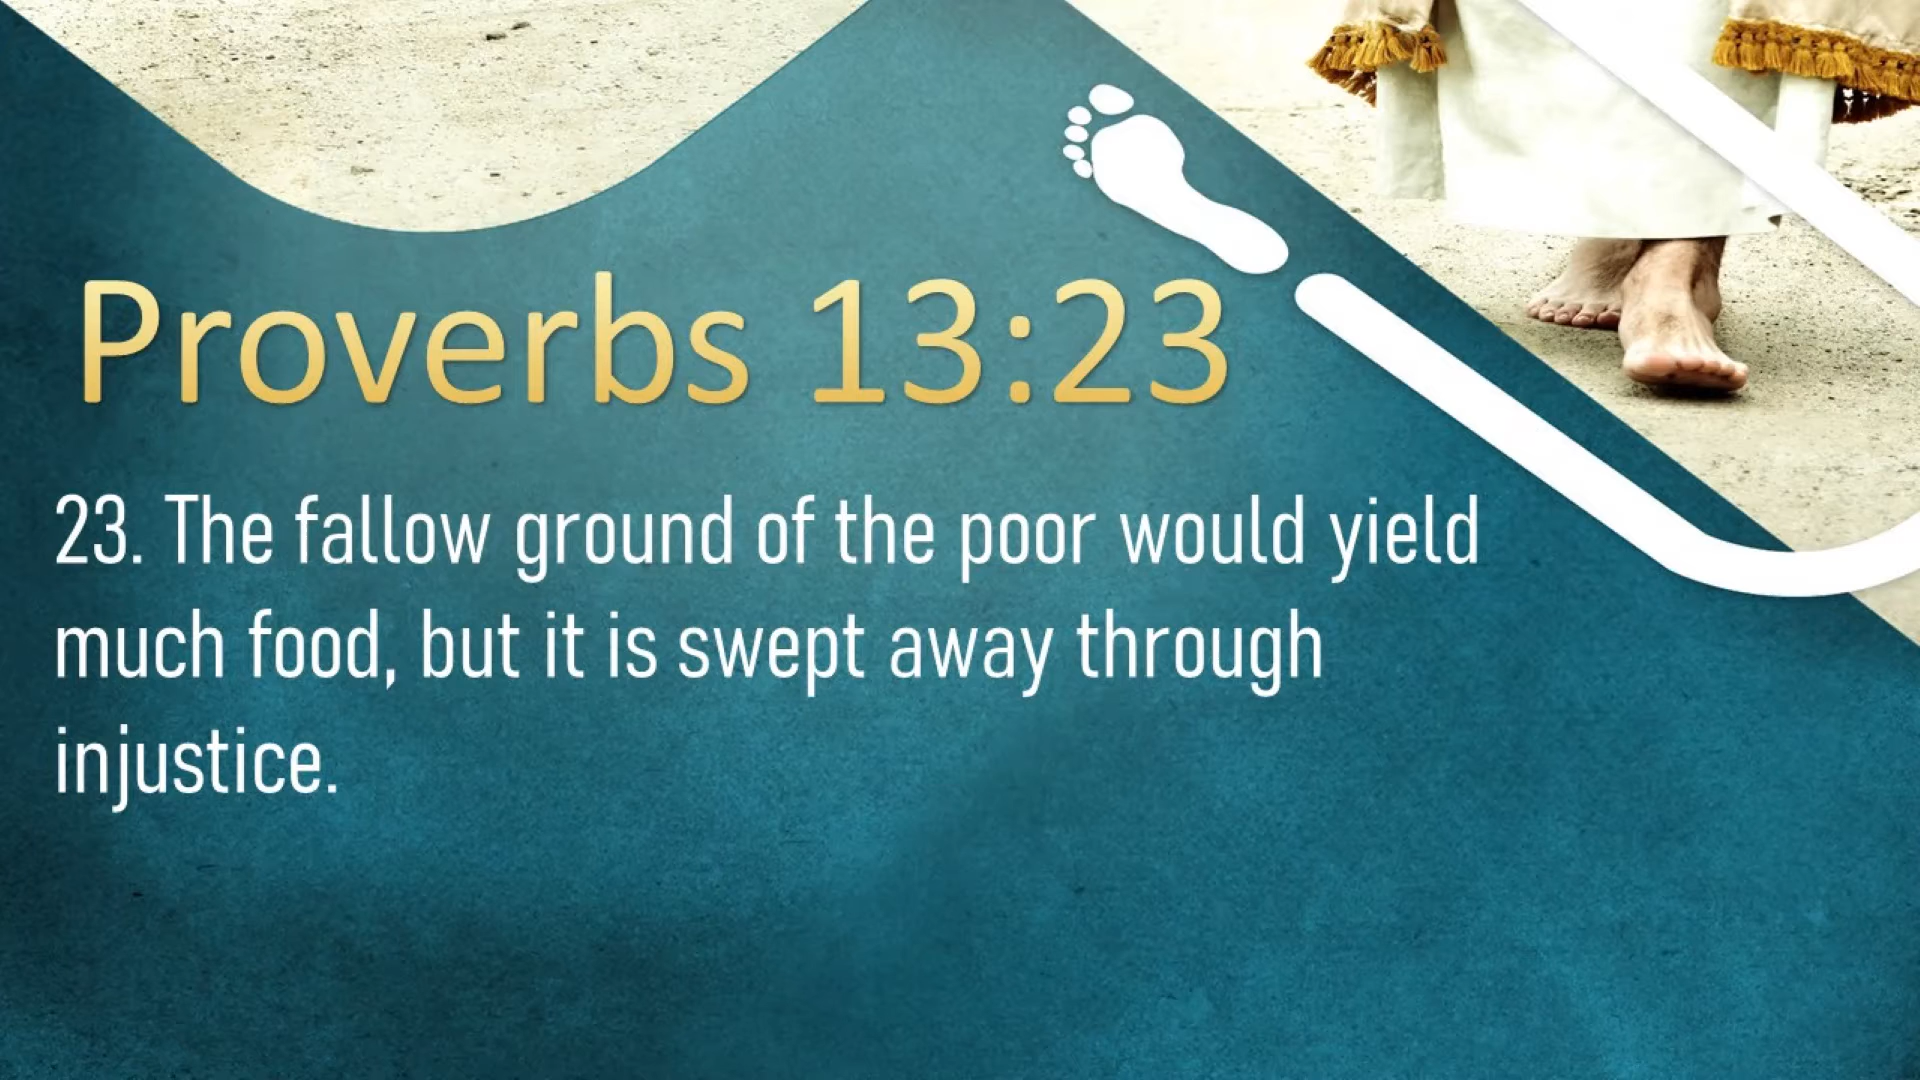 Proverbs 13:23
23. The fallow ground of the poor would yield
much food, but it is swept away through
injustice.